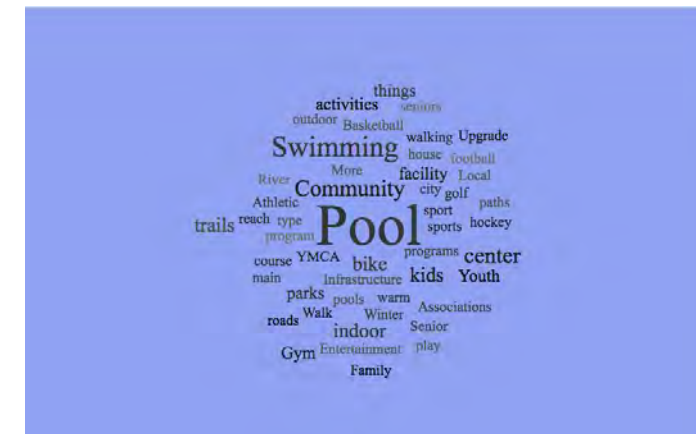 things
activities seniors
outdoor Basketball
Swimming walking Upgrade
house football
More facility Local
River Community city golf
Athletic paths
trails reach type Pool sport
sports hockey
program
course YMCA bike programs center
main Infrastructure kids Youth
parks pools warm
Associations
roads Walk Winter
indoor Senior
Gym Entertainment play
Family